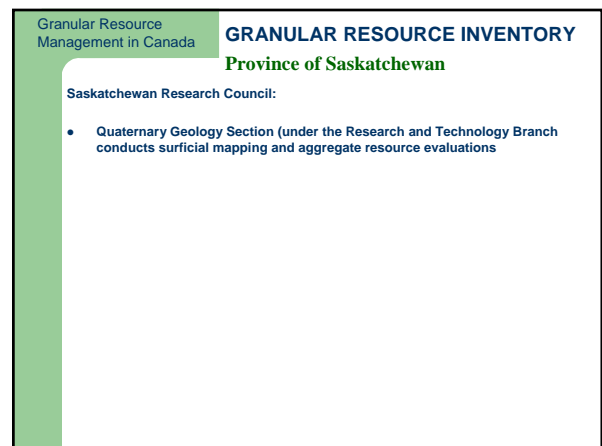 Granular Resource
Management in Canada
GRANULAR RESOURCE INVENTORY
Province of Saskatchewan
Saskatchewan Research Council:
● Quaternary Geology Section (under the Research and Technology Branch
conducts surficial mapping and aggregate resource evaluations